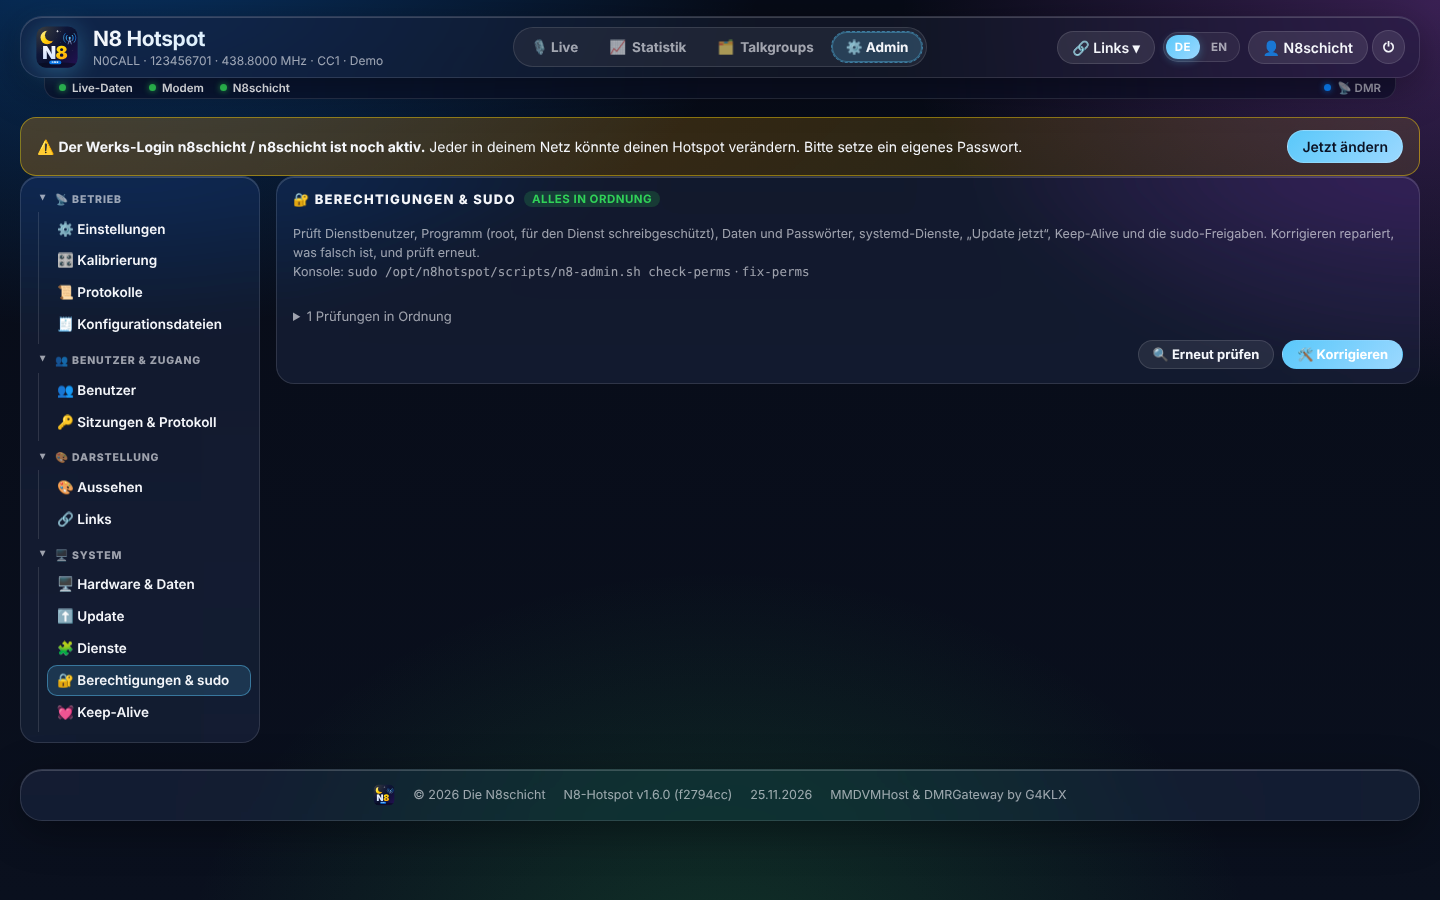 N8 Hotspot
N0CALL · 123456701 · 438.8000 MHz · CC1 · Demo
Live
Statistik
Talkgroups
Admin
Links ▾
DE
EN
N8schicht
Live-Daten
Modem
N8schicht
DMR
Der Werks-Login n8schicht / n8schicht ist noch aktiv. Jeder in deinem Netz könnte deinen Hotspot verändern. Bitte setze ein eigenes Passwort.
Jetzt ändern
BETRIEB
Einstellungen
Kalibrierung
Protokolle
Konfigurationsdateien
BENUTZER & ZUGANG
Benutzer
Sitzungen & Protokoll
DARSTELLUNG
Aussehen
Links
SYSTEM
Hardware & Daten
Update
Dienste
Berechtigungen & sudo
Keep-Alive
BERECHTIGUNGEN & SUDO
ALLES IN ORDNUNG
Prüft Dienstbenutzer, Programm (root, für den Dienst schreibgeschützt), Daten und Passwörter, systemd-Dienste, „Update jetzt“, Keep-Alive und die sudo-Freigaben. Korrigieren repariert,
was falsch ist, und prüft erneut.
Konsole: sudo /opt/n8hotspot/scripts/n8-admin.sh check-perms · fix-perms
1 Prüfungen in Ordnung
Erneut prüfen
Korrigieren
N8
© 2026 Die N8schicht
N8-Hotspot v1.6.0 (f2794cc)
25.11.2026
MMDVMHost & DMRGateway by G4KLX